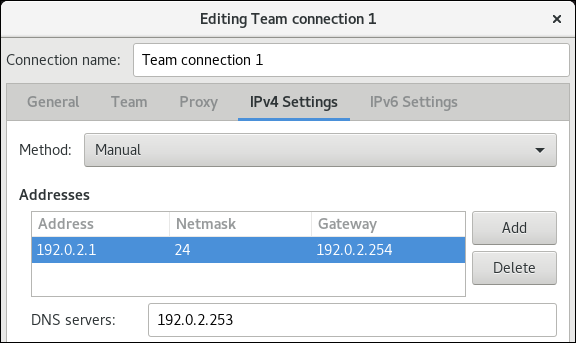 Editing Team connection 1
Connection name: Team connection 1
General Team Proxy IPv4 Settings IPv6 Settings
Method: Manual
Addresses
Address Netmask Gateway
192.0.2.1 24 192.0.2.254
Add
Delete
DNS servers: 192.0.2.253